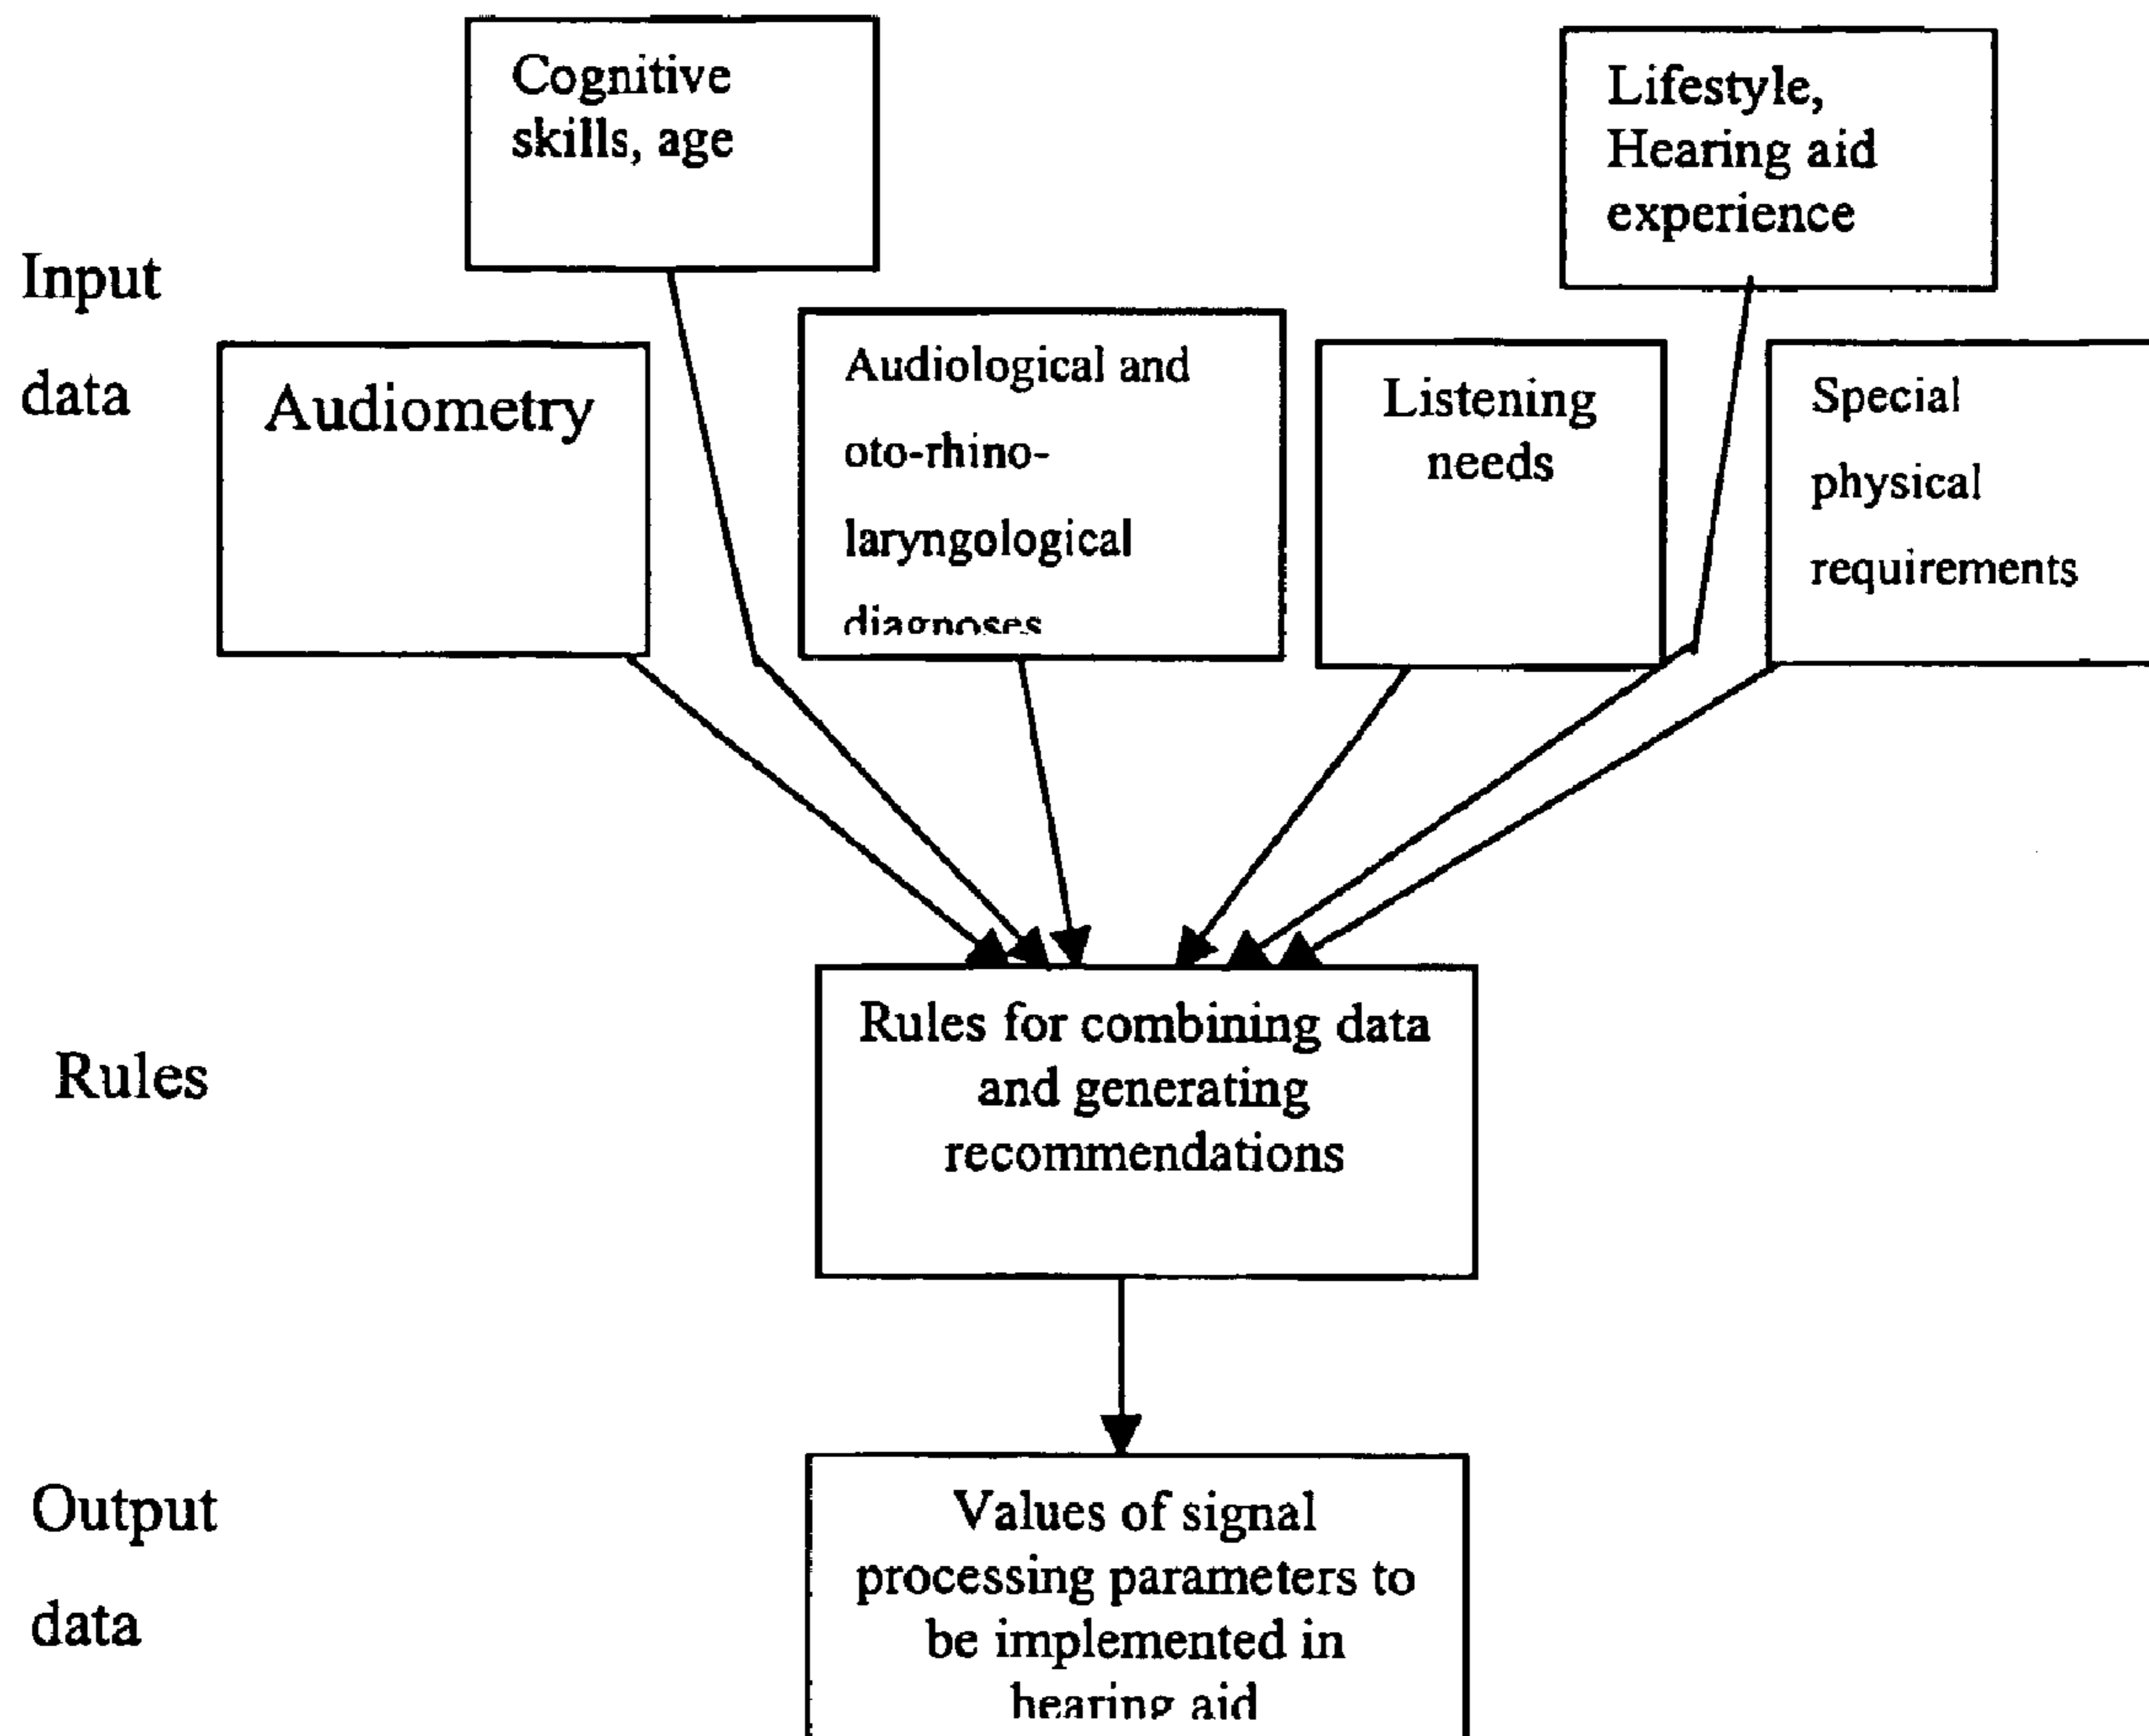 Cognitive
skills, age
Lifestyle,
Hearing aid
experience
Input
data
Audiometry
Audiological and
oto-rhino-
laryngological
diagnoses
Listening
needs
Special
physical
requirements
Rules
Rules for combining data
and generating
recommendations
Output
data
Values of signal
processing parameters to
be implemented in
hearing aid